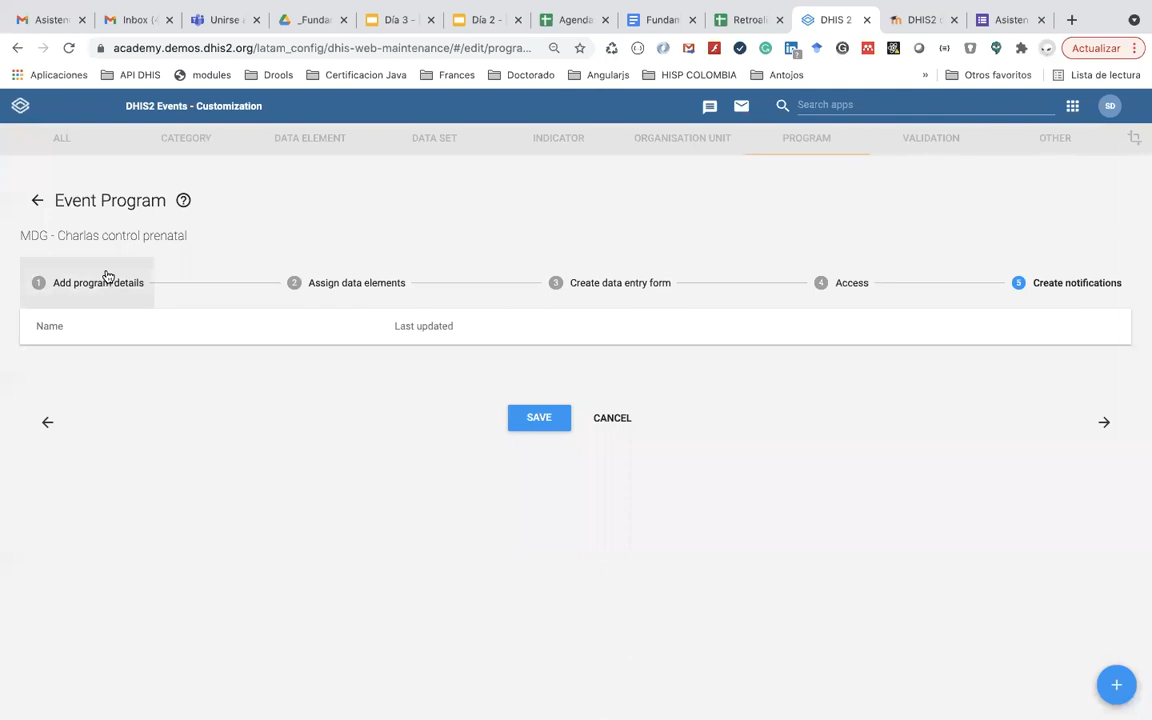 Asisten
Inbox (4
Unirse a
_Fundar
Día 3 -
Día 2 -
Agenda
Fundam
Retroali
DHIS 2
DHIS2 c
Asisten
academy.demos.dhis2.org/latam_config/dhis-web-maintenance/#/edit/progra...
Actualizar
Aplicaciones
API DHIS
modules
Drools
Certificacion Java
Frances
Doctorado
Angularjs
HISP COLOMBIA
Antojos
»
Otros favoritos
Lista de lectura
DHIS2 Events - Customization
Search apps
SD
ALL
CATEGORY
DATA ELEMENT
DATA SET
INDICATOR
ORGANISATION UNIT
PROGRAM
VALIDATION
OTHER
Event Program
MDG - Charlas control prenatal
1 Add program details
2 Assign data elements
3 Create data entry form
4 Access
5 Create notifications
Name
Last updated
SAVE
CANCEL